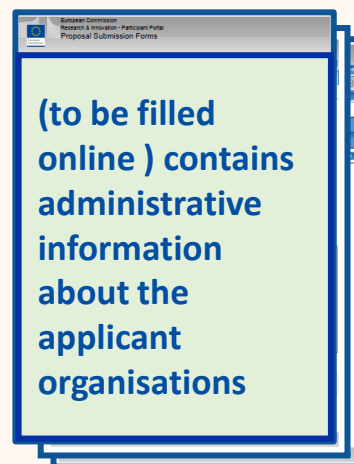 European Commission
Research & Innovation - Participant Portal
Proposal Submission Forms
(to be filled
online ) contains
administrative
information
about the
applicant
organisations